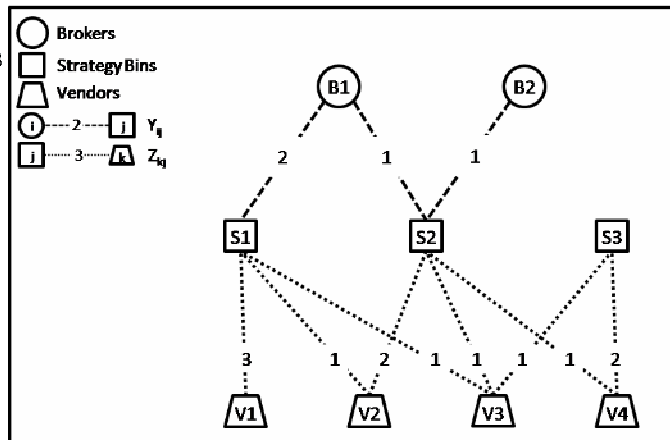 Brokers
Strategy Bins
Vendors
i 2 j Yij
j 3 k Zkj
B1 B2
2 1 1
S1 S2 S3
3 1 2 1 1 1 1 2
V1 V2 V3 V4